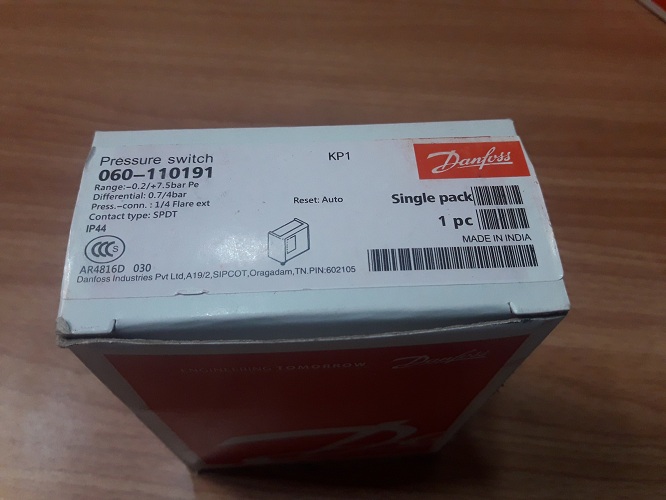 Pressure switch
KP1
Danfoss
060-110191
Range:-0.2/+7.5bar Pe
Differential: 0.7/4bar
Press.-conn. : 1/4 Flare ext
Contact type: SPDT
IP44
Reset: Auto
Single pack
1 pc
MADE IN INDIA
CCC S
AR4816D 030
Danfoss Industries Pvt Ltd,A19/2,SIPCOT,Oragadam,TN.PIN:602105
ENGINEERING TOMORROW
Danfoss